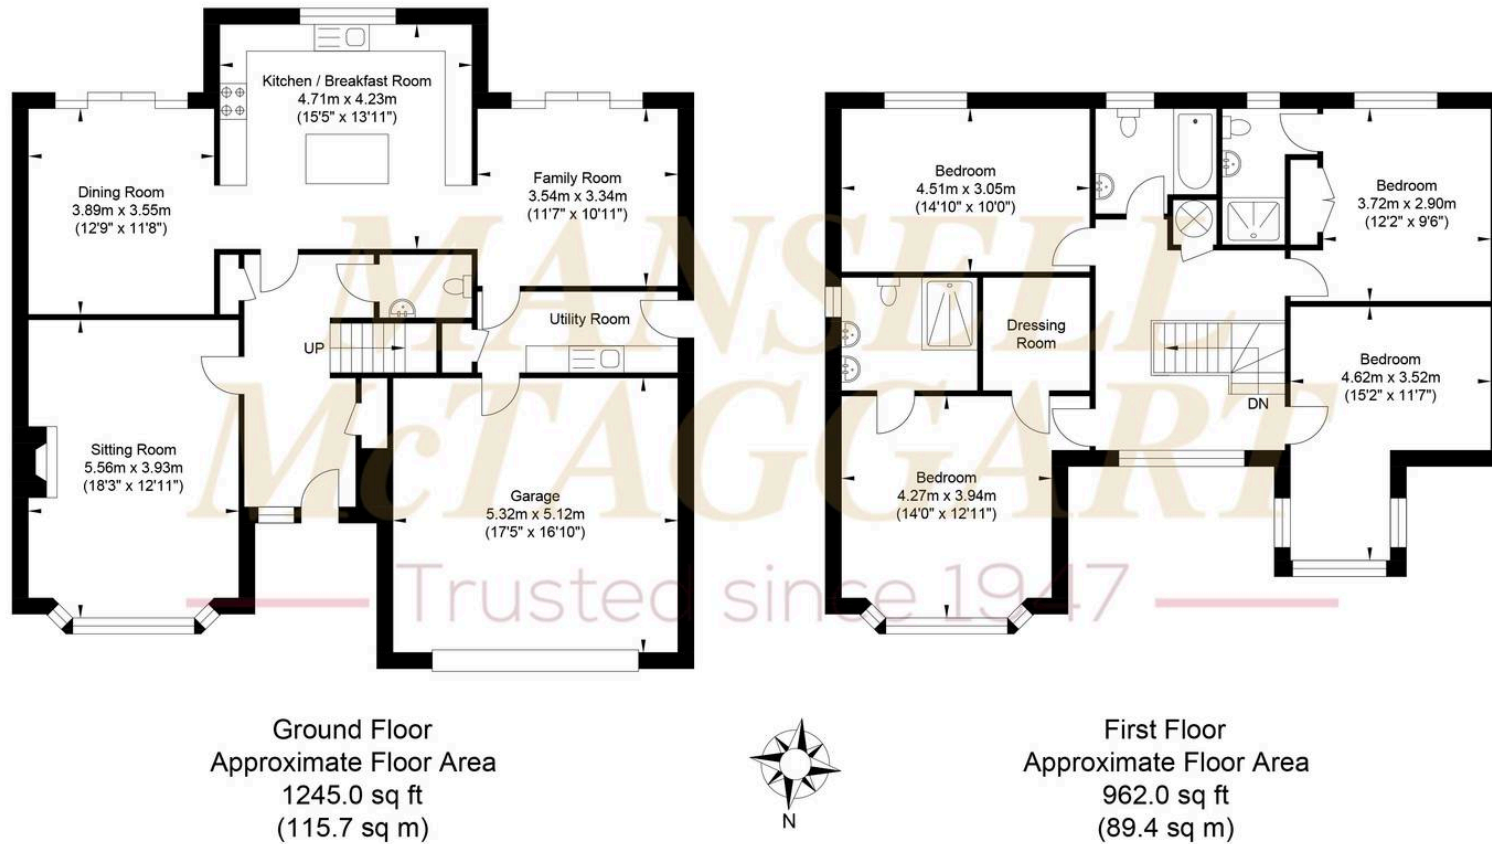 Kitchen / Breakfast Room
4.71m x 4.23m
(15'5" x 13'11")
Dining Room
3.89m x 3.55m
(12'9" x 11'8")
Family Room
3.54m x 3.34m
(11'7" x 10'11")
Utility Room
UP
Sitting Room
5.56m x 3.93m
(18'3" x 12'11")
Garage
5.32m x 5.12m
(17'5" x 16'10")
Bedroom
4.51m x 3.05m
(14'10" x 10'0")
Bedroom
3.72m x 2.90m
(12'2" x 9'6")
Dressing
Room
Bedroom
4.62m x 3.52m
(15'2" x 11'7")
DN
Bedroom
4.27m x 3.94m
(14'0" x 12'11")
MANSELL
McTAGGART
Trusted since 1947
Ground Floor
Approximate Floor Area
1245.0 sq ft
(115.7 sq m)
N
First Floor
Approximate Floor Area
962.0 sq ft
(89.4 sq m)